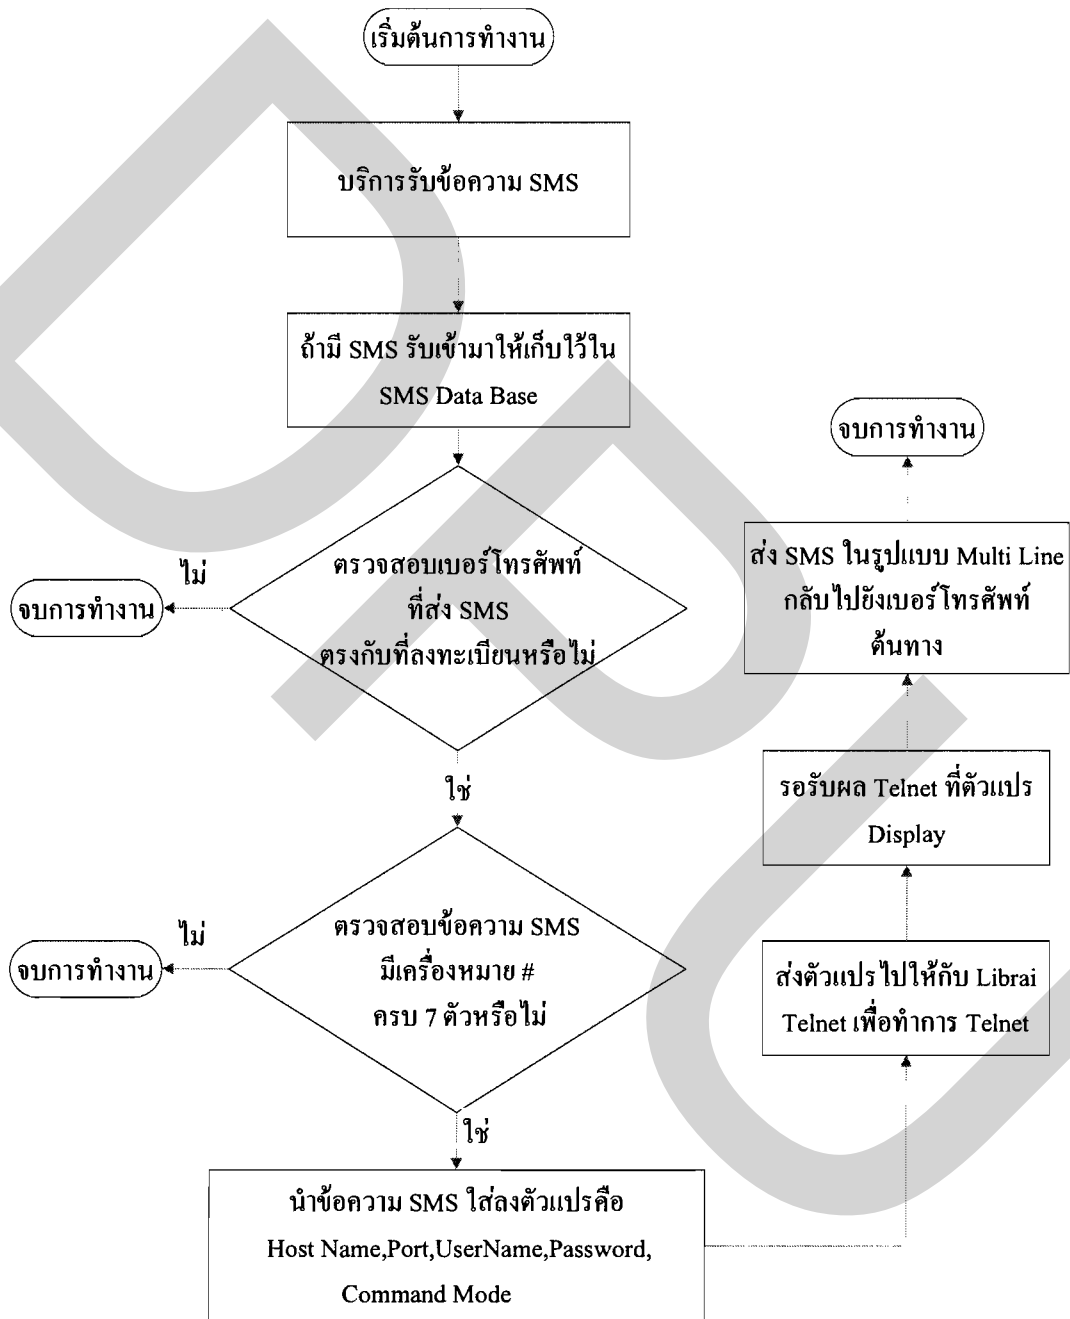 เริ่มต้นการทำงาน
บริการรับข้อความ SMS
ถ้ามี SMS รับเข้ามาให้เก็บไว้ใน
SMS Data Base
ตรวจสอบเบอร์โทรศัพท์
ที่ส่ง SMS
ตรงกับที่ลงทะเบียนหรือไม่
ไม่
จบการทำงาน
ใช่
ตรวจสอบข้อความ SMS
มีเครื่องหมาย #
ครบ 7 ตัวหรือไม่
ไม่
จบการทำงาน
ใช่
นำข้อความ SMS ใส่ลงตัวแปรคือ
Host Name,Port,UserName,Password,
Command Mode
ส่งตัวแปรไปให้กับ Librai
Telnet เพื่อทำการ Telnet
รอรับผล Telnet ที่ตัวแปร
Display
ส่ง SMS ในรูปแบบ Multi Line
กลับไปยังเบอร์โทรศัพท์
ต้นทาง
จบการทำงาน
DPU